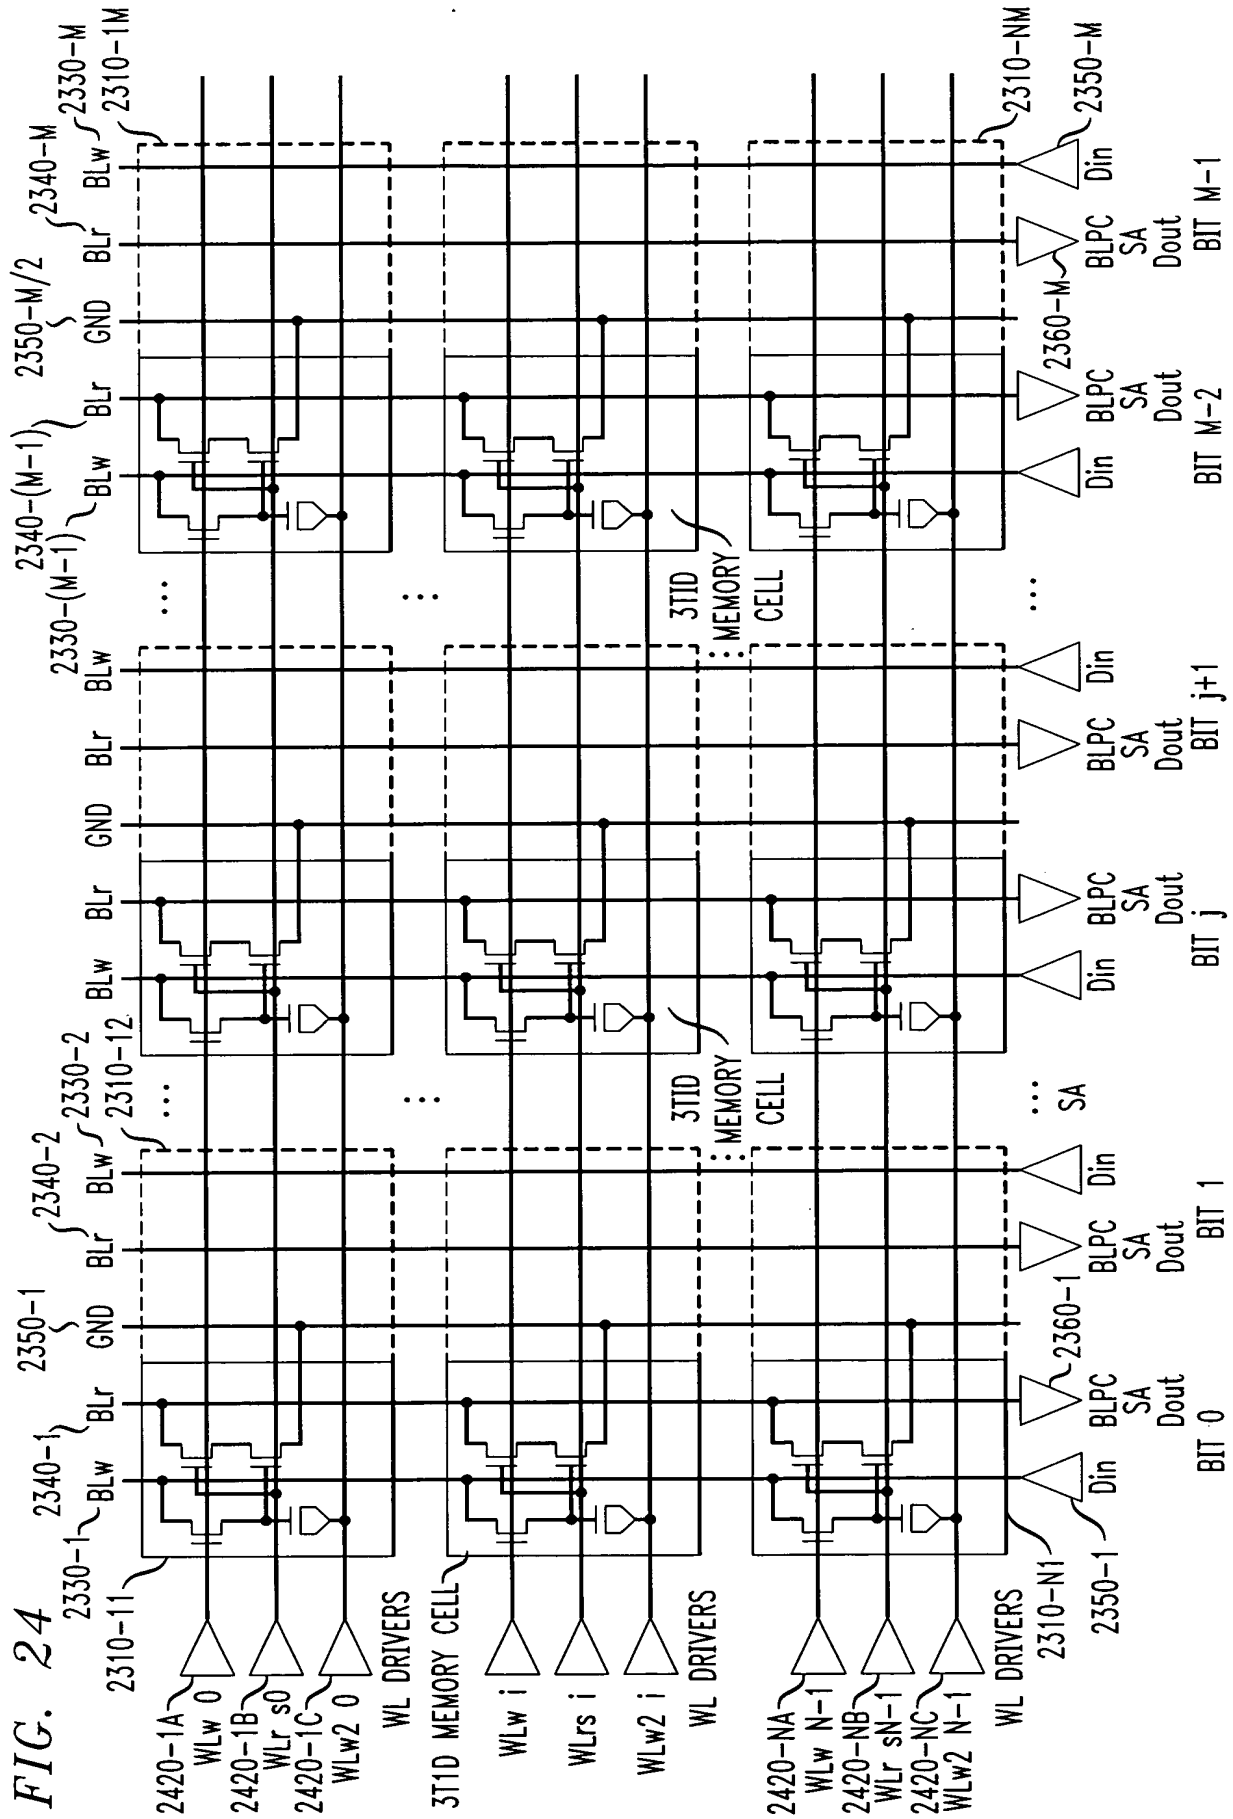 FIG. 24
2330-1
2340-1
2350-1
2340-2
2330-2
2310-12
2330-(M-1)
2340-(M-1)
2350-M/2
2340-M
2330-M
2310-1M
2310-11
BLw
BLr
GND
BLr
BLw
BLw
BLr
GND
BLr
BLw
BLw
BLr
GND
BLr
BLw
2420-1A
WLw 0
2420-1B
WLr s0
2420-1C
WLw2 0
WL DRIVERS
...
...
3T1D MEMORY CELL
WLw i
WLrs i
WLw2 i
WL DRIVERS
...
...
3T1D
MEMORY
CELL
3T1D
MEMORY
CELL
...
...
2420-NA
WLw N-1
2420-NB
WLr sN-1
2420-NC
WLw2 N-1
WL DRIVERS
2310-N1
2350-1
2360-1
2310-NM
2350-M
2360-M
Din
BLPC
SA
Dout
BIT 0
BLPC
SA
Dout
Din
BIT 1
...
SA
Din
BLPC
SA
Dout
BIT j
BLPC
SA
Dout
Din
BIT j+1
...
Din
BLPC
SA
Dout
BIT M-2
BLPC
SA
Dout
Din
BIT M-1